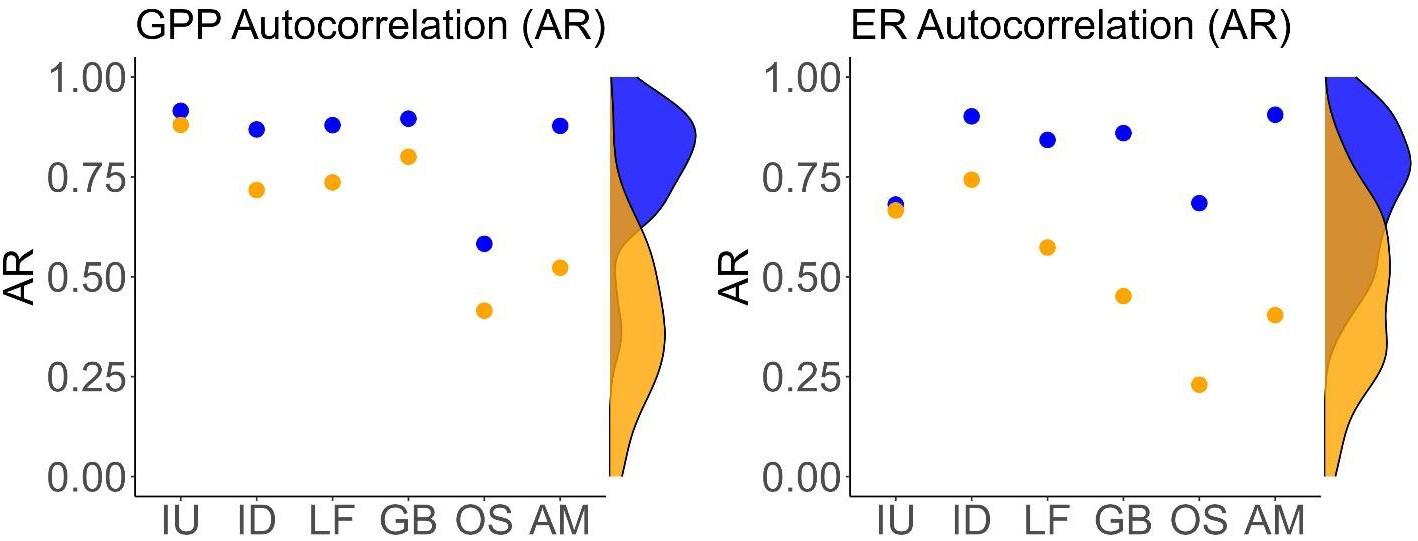 GPP Autocorrelation (AR)
AR
1.00
0.75
0.50
0.25
0.00
IU ID LF GB OS AM
ER Autocorrelation (AR)
AR
1.00
0.75
0.50
0.25
0.00
IU ID LF GB OS AM